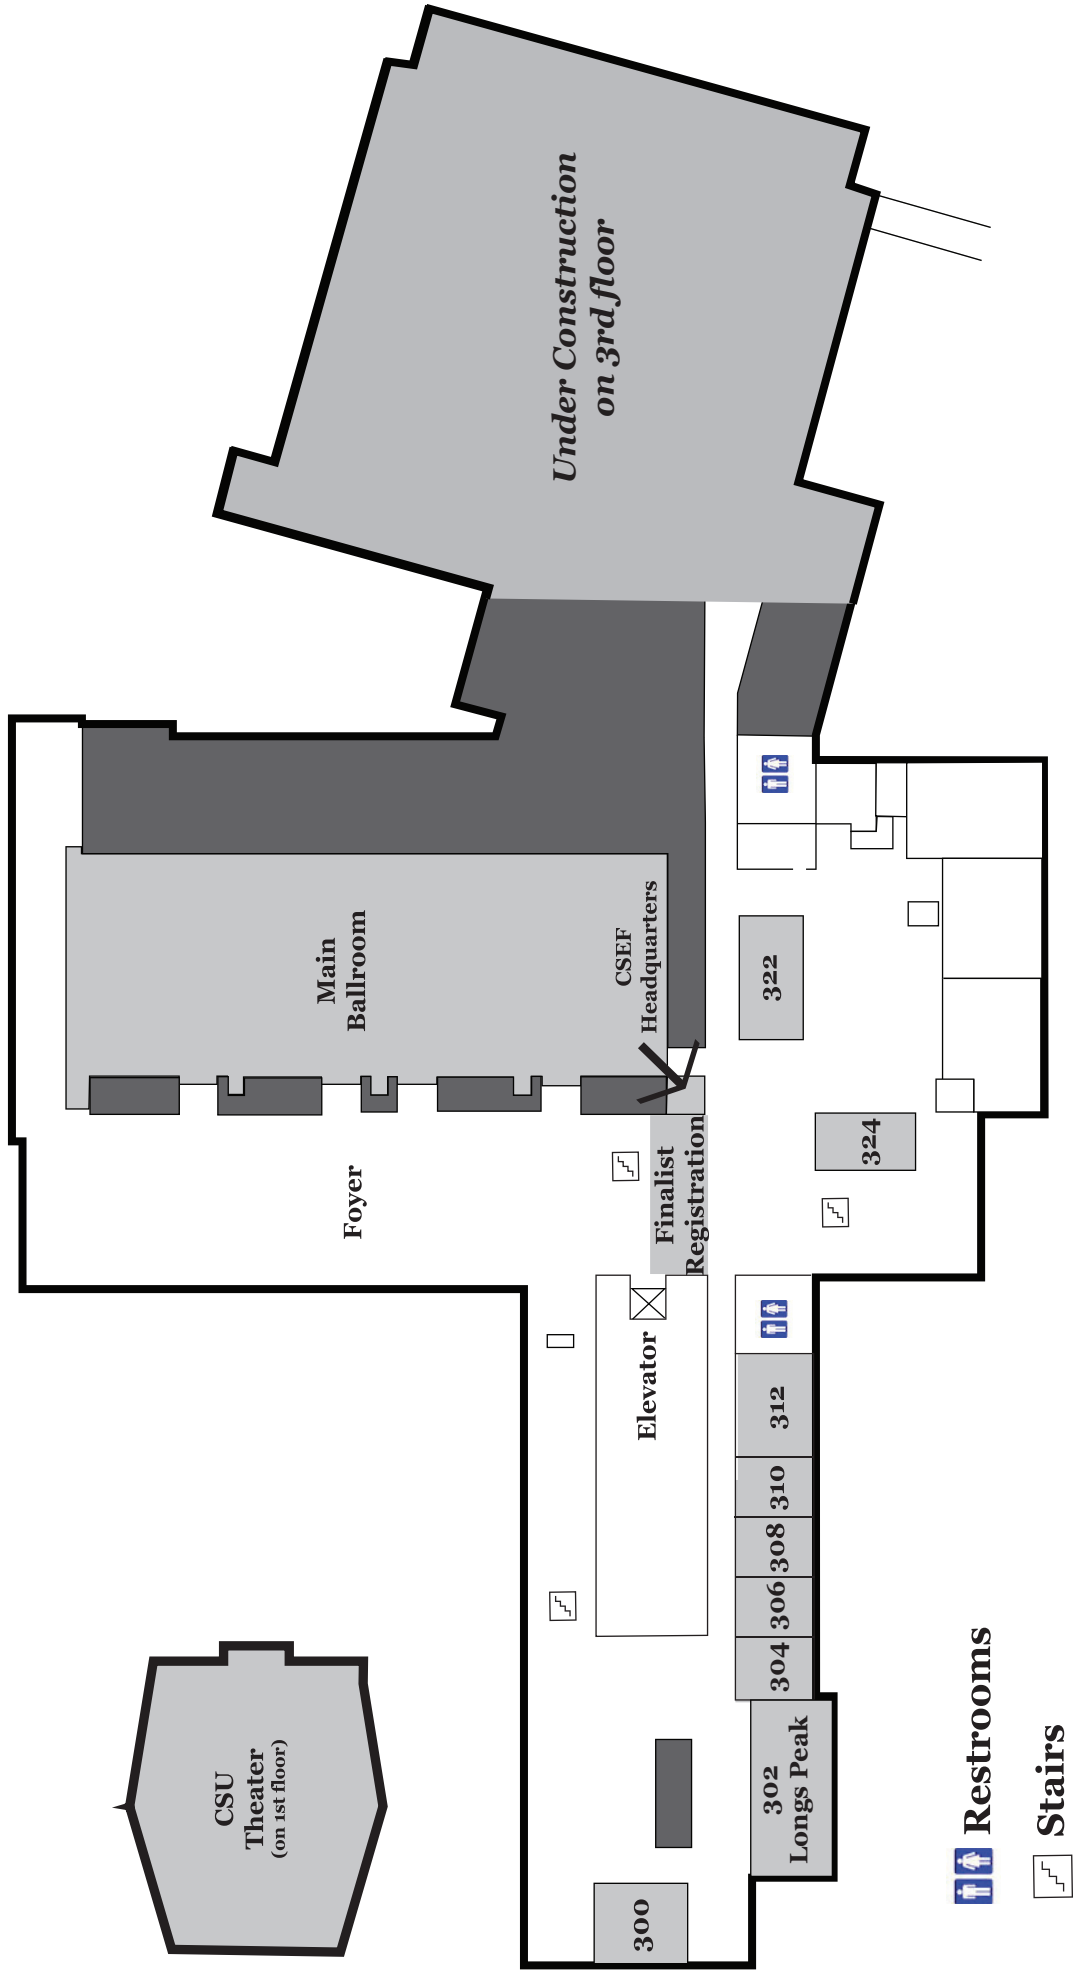 Under Construction
on 3rd floor
Main
Ballroom
CSEF
Headquarters
322
324
Foyer
Finalist
Registration
Elevator
312
310
308
306
304
302
Longs Peak
300
CSU
Theater
(on 1st floor)
Restrooms
Stairs